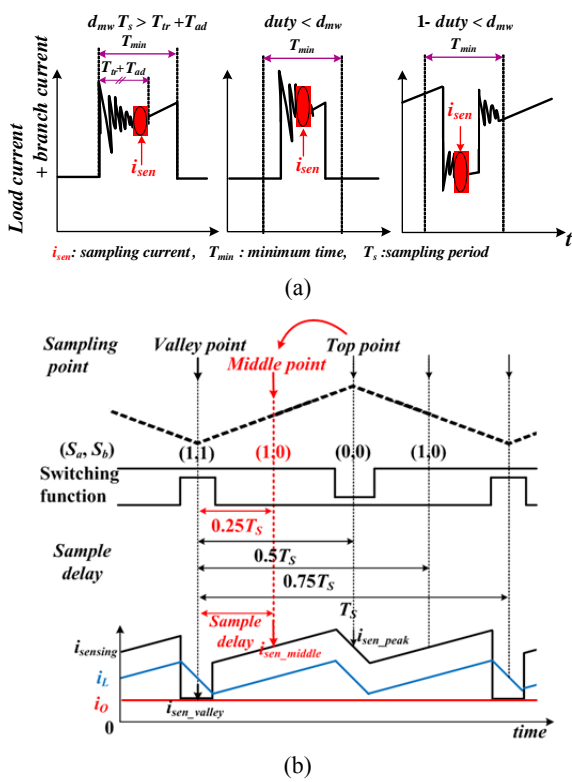 d_mw T_s > T_tr + T_ad
duty < d_mw
1- duty < d_mw
T_min
T_min
T_min
T_tr + T_ad
i_sen
i_sen
i_sen
Load current
+ branch current
t
i_sen: sampling current, T_min : minimum time, T_s :sampling period
(a)
Sampling point
Valley point
Top point
Middle point
(S_a, S_b)
(1,1)
(1,0)
(0,0)
(1,0)
Switching function
0.25T_S
Sample delay
0.5T_S
0.75T_S
T_S
Sample delay
i_sen_peak
i_sensing
i_sen_middle
i_L
i_O
i_sen_valley
0
time
(b)